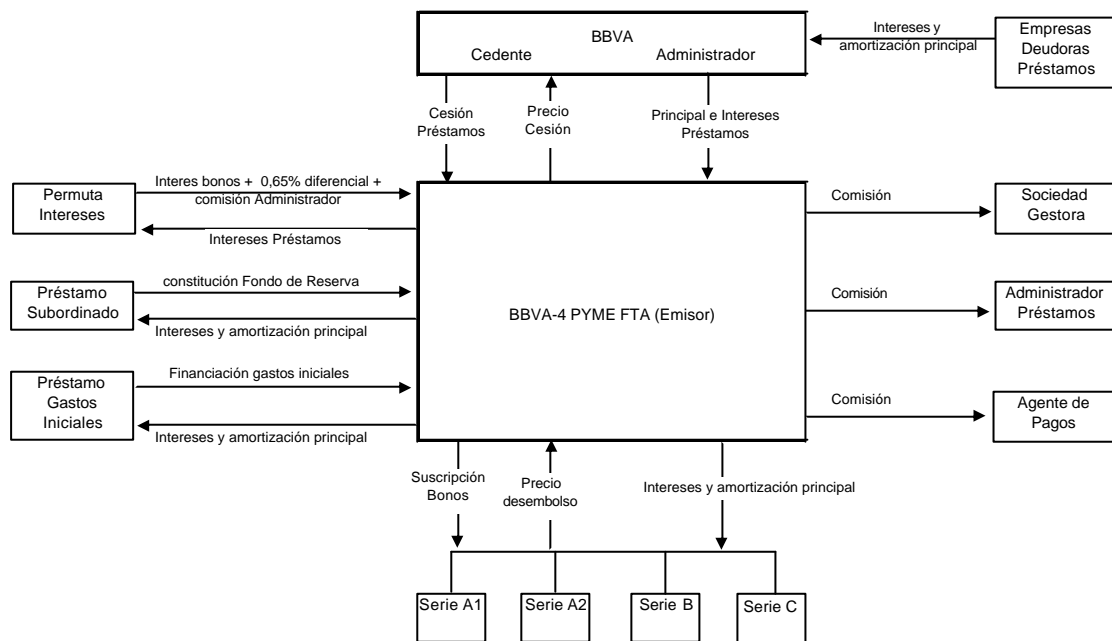 BBVA
Cedente
Administrador
Intereses y
amortización principal
Empresas
Deudoras
Préstamos
Cesión
Préstamos
Precio
Cesión
Principal e Intereses
Préstamos
Permuta
Intereses
Interes bonos + 0,65% diferencial +
comisión Administrador
Intereses Préstamos
Comisión
Sociedad
Gestora
Préstamo
Subordinado
constitución Fondo de Reserva
Intereses y amortización principal
BBVA-4 PYME FTA (Emisor)
Comisión
Administrador
Préstamos
Préstamo
Gastos
Iniciales
Financiación gastos iniciales
Intereses y amortización principal
Comisión
Agente de
Pagos
Suscripción
Bonos
Precio
desembolso
Intereses y amortización principal
Serie A1
Serie A2
Serie B
Serie C